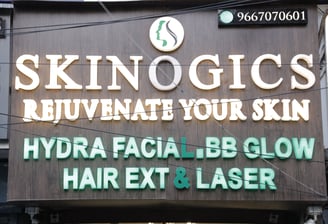 9667070601
SKINOGICS
REJUVENATE YOUR SKIN
HYDRA FACIAL.BB GLOW
HAIR EXT & LASER